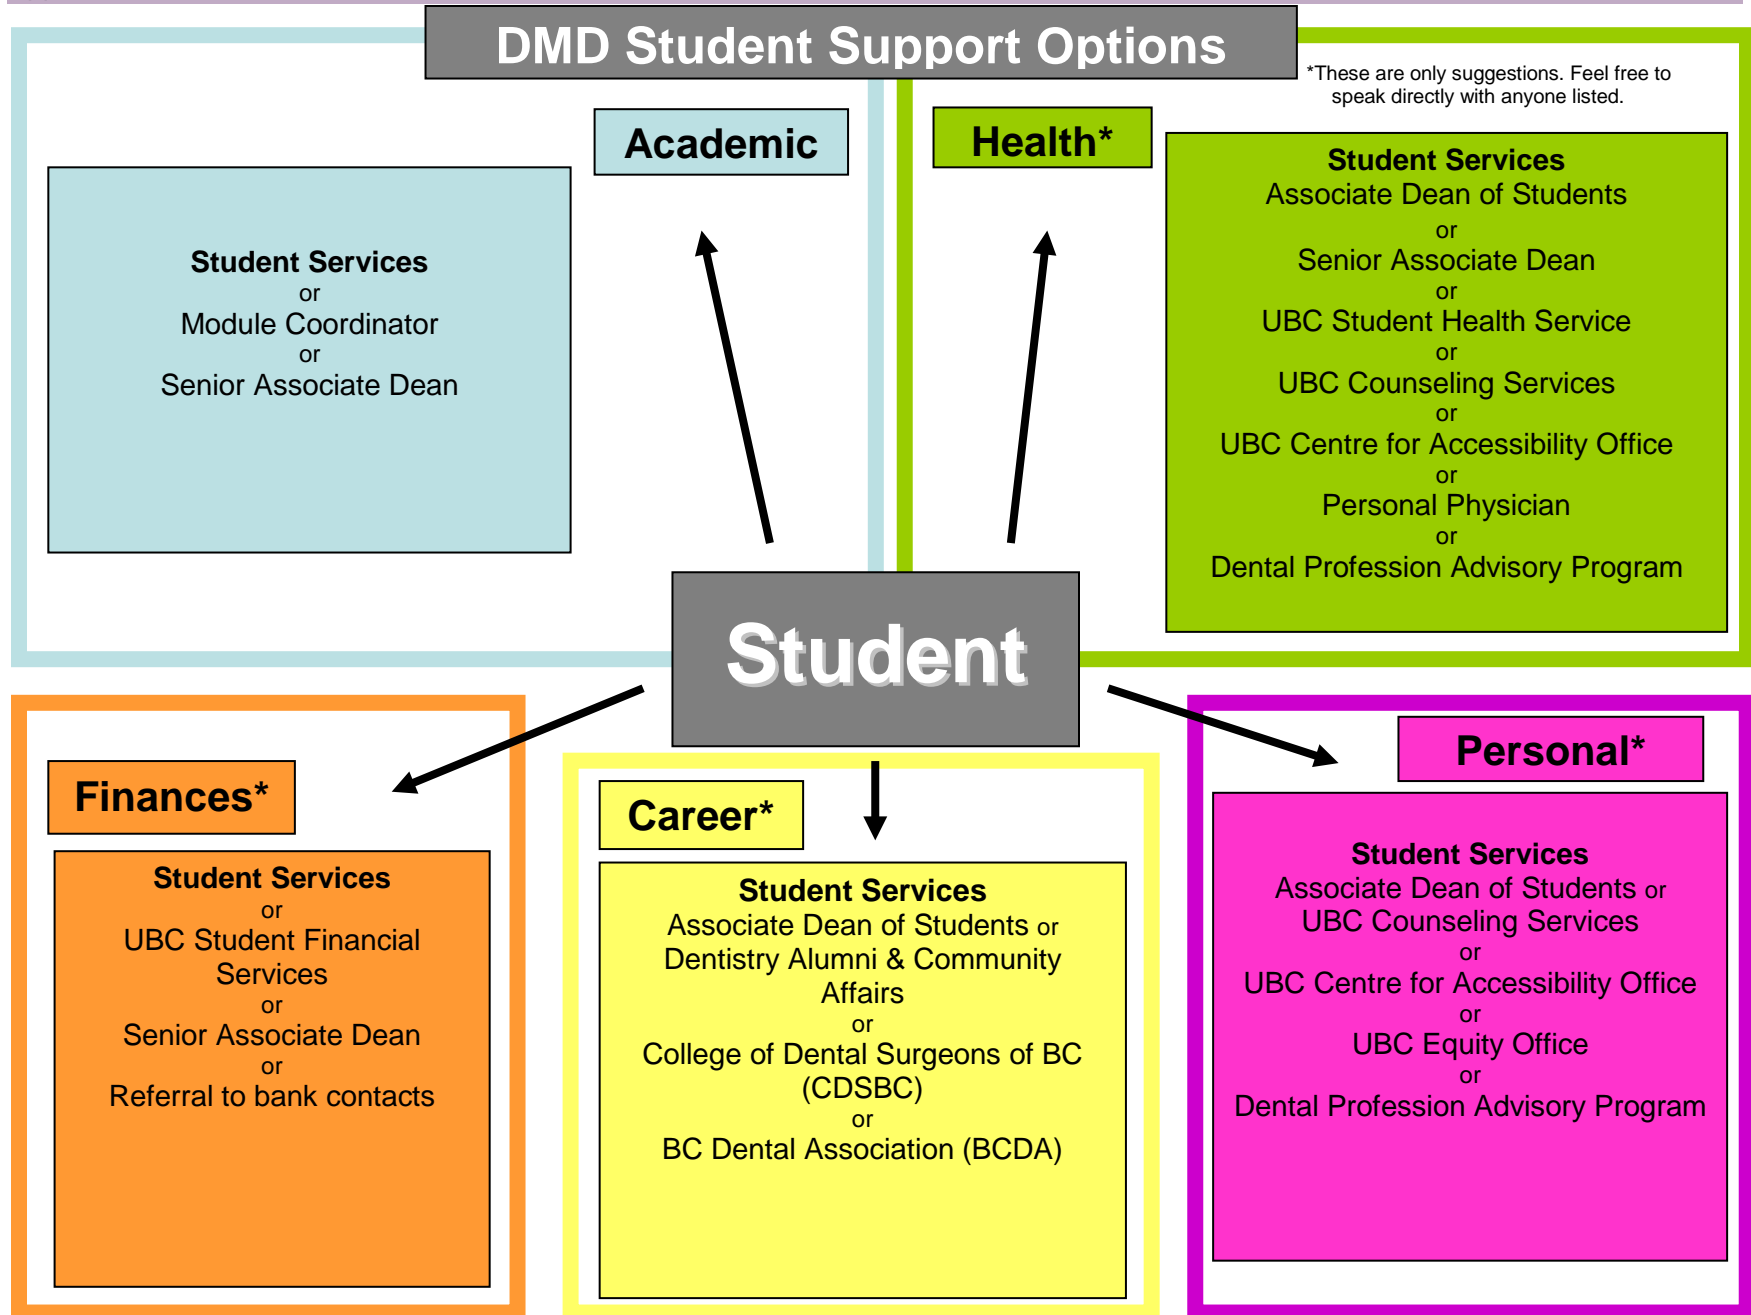 DMD Student Support Options
*These are only suggestions. Feel free to
speak directly with anyone listed.
Academic
Student Services
or
Module Coordinator
or
Senior Associate Dean
Health*
Student Services
Associate Dean of Students
or
Senior Associate Dean
or
UBC Student Health Service
or
UBC Counseling Services
or
UBC Centre for Accessibility Office
or
Personal Physician
or
Dental Profession Advisory Program
Student
Finances*
Student Services
or
UBC Student Financial
Services
or
Senior Associate Dean
or
Referral to bank contacts
Career*
Student Services
Associate Dean of Students or
Dentistry Alumni & Community
Affairs
or
College of Dental Surgeons of BC
(CDSBC)
or
BC Dental Association (BCDA)
Personal*
Student Services
Associate Dean of Students or
UBC Counseling Services
or
UBC Centre for Accessibility Office
or
UBC Equity Office
or
Dental Profession Advisory Program